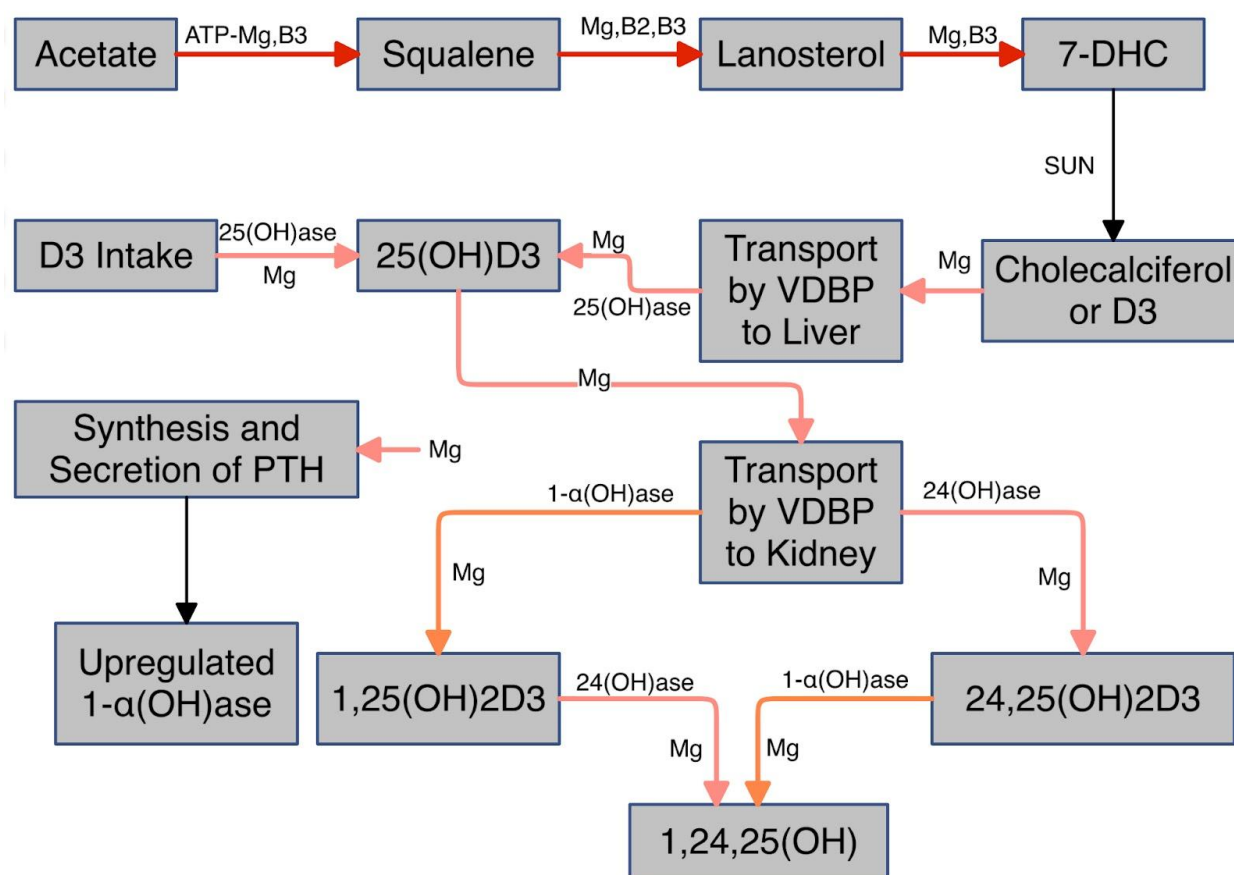 Acetate
ATP-Mg,B3
Squalene
Mg,B2,B3
Lanosterol
Mg,B3
7-DHC
SUN
D3 Intake
25(OH)ase
Mg
25(OH)D3
Mg
25(OH)ase
Transport
by VDBP
to Liver
Mg
Cholecalciferol
or D3
Mg
Synthesis and
Secretion of PTH
Mg
Transport
by VDBP
to Kidney
1-α(OH)ase
24(OH)ase
Mg
Mg
Upregulated
1-α(OH)ase
1,25(OH)2D3
24(OH)ase
Mg
1-α(OH)ase
Mg
24,25(OH)2D3
1,24,25(OH)